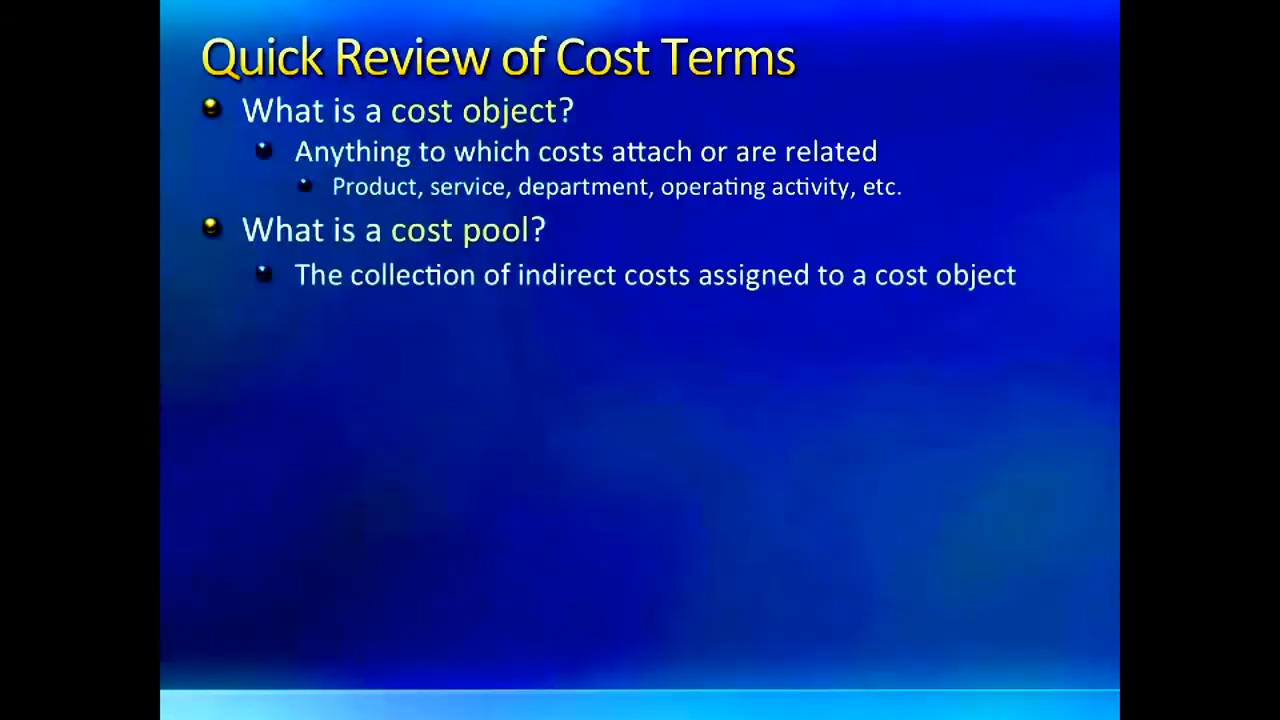 Quick Review of Cost Terms
What is a cost object?
Anything to which costs attach or are related
Product, service, department, operating activity, etc.
What is a cost pool?
The collection of indirect costs assigned to a cost object